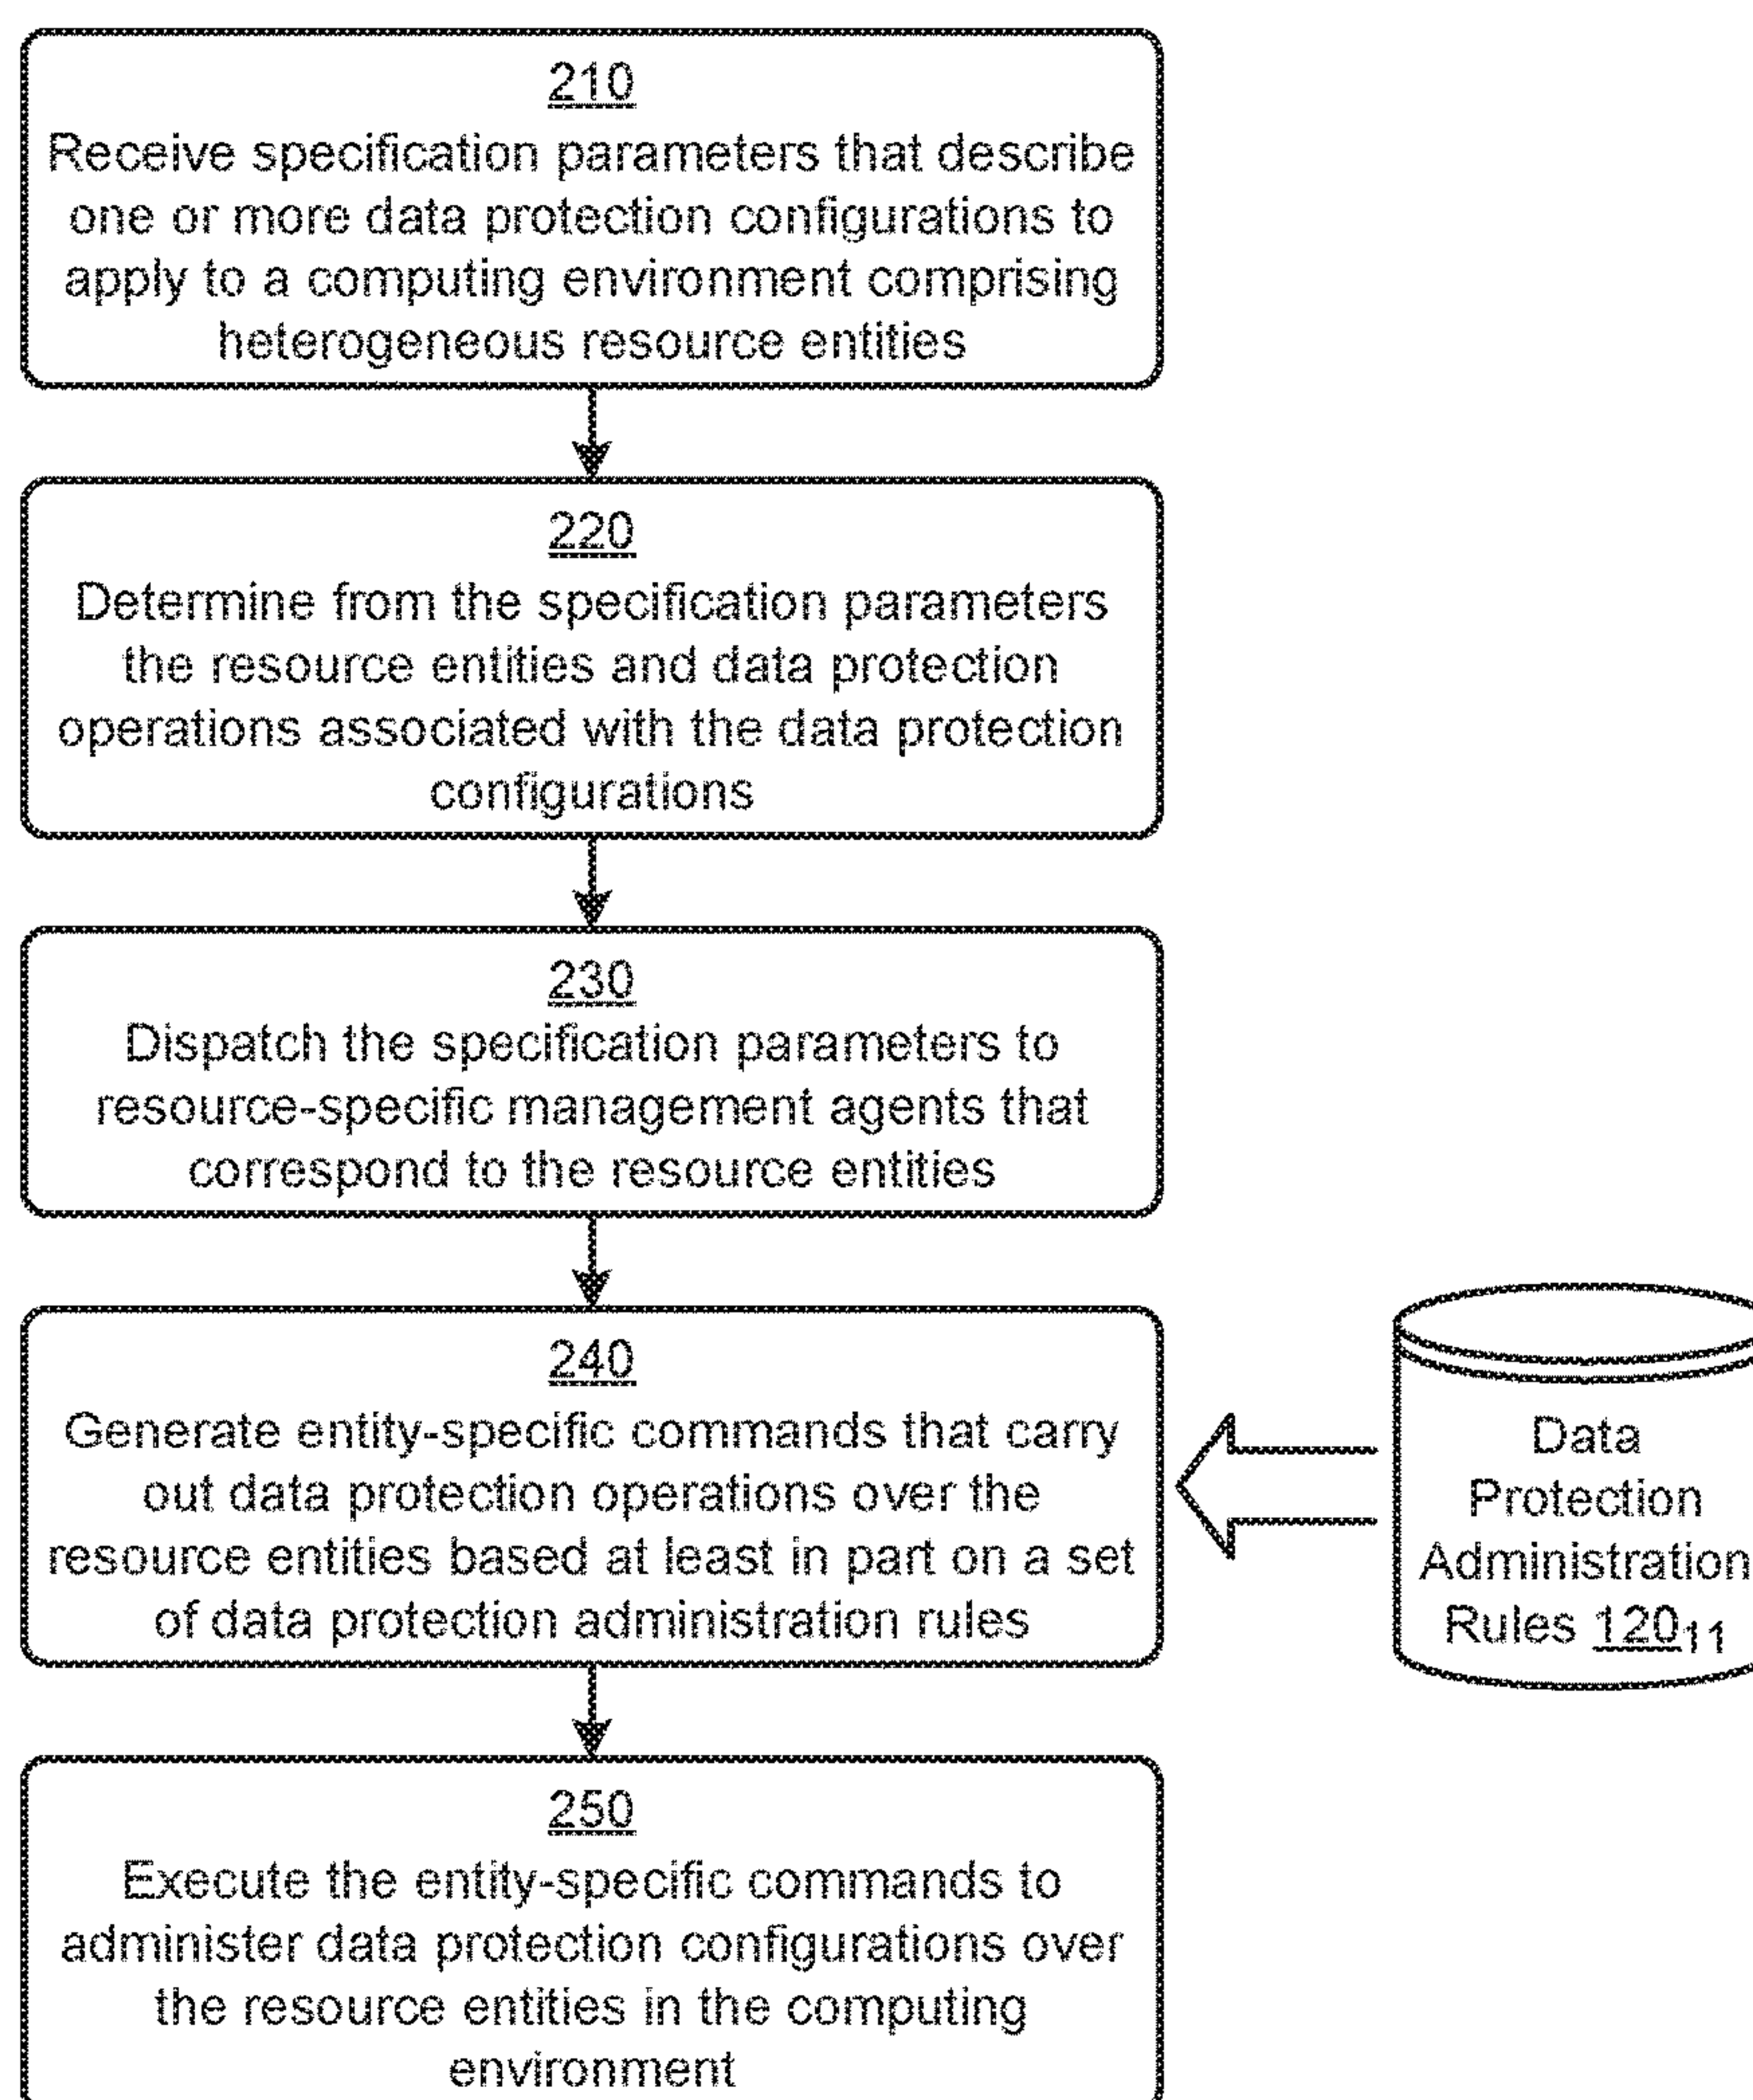 210
Receive specification parameters that describe
one or more data protection configurations to
apply to a computing environment comprising
heterogeneous resource entities
220
Determine from the specification parameters
the resource entities and data protection
operations associated with the data protection
configurations
230
Dispatch the specification parameters to
resource-specific management agents that
correspond to the resource entities
240
Generate entity-specific commands that carry
out data protection operations over the
resource entities based at least in part on a set
of data protection administration rules
Data
Protection
Administration
Rules 120₁₁
250
Execute the entity-specific commands to
administer data protection configurations over
the resource entities in the computing
environment